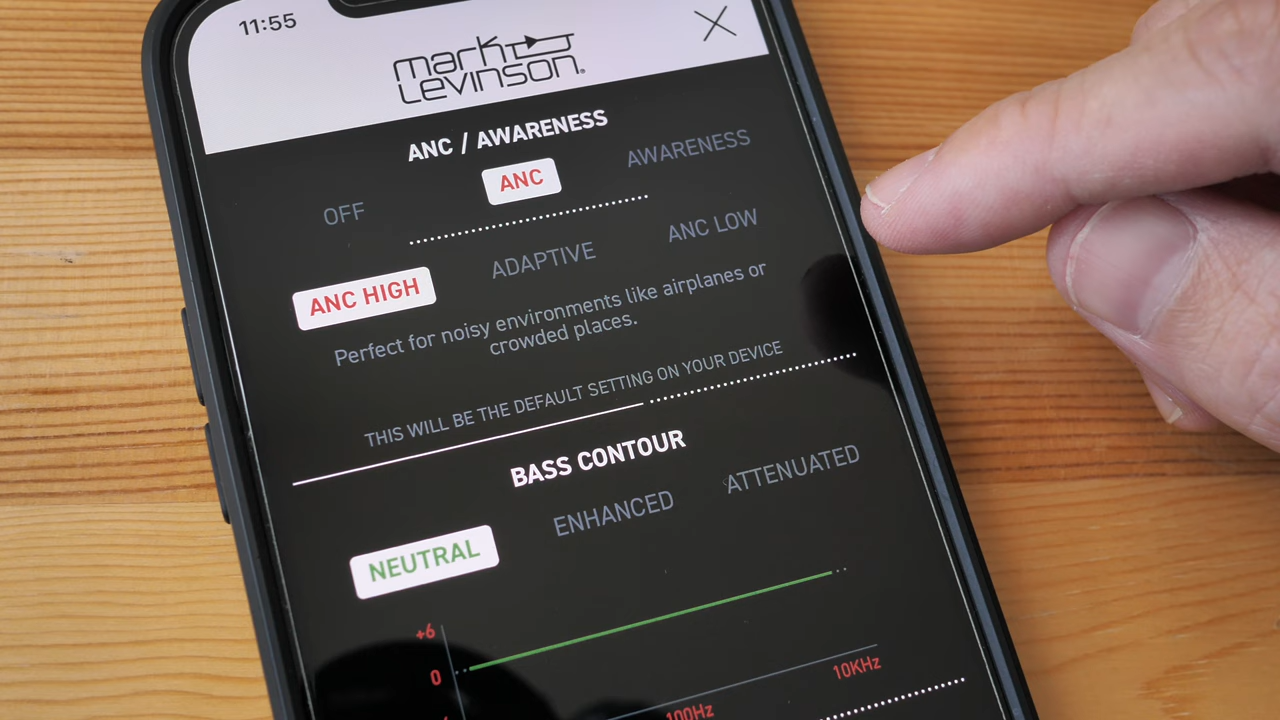 11:55
mark
Levinson®
ANC / AWARENESS
OFF ANC AWARENESS
ANC HIGH ADAPTIVE ANC LOW
Perfect for noisy environments like airplanes or
crowded places.
THIS WILL BE THE DEFAULT SETTING ON YOUR DEVICE
BASS CONTOUR
NEUTRAL ENHANCED ATTENUATED
+6
0
100Hz 10KHz